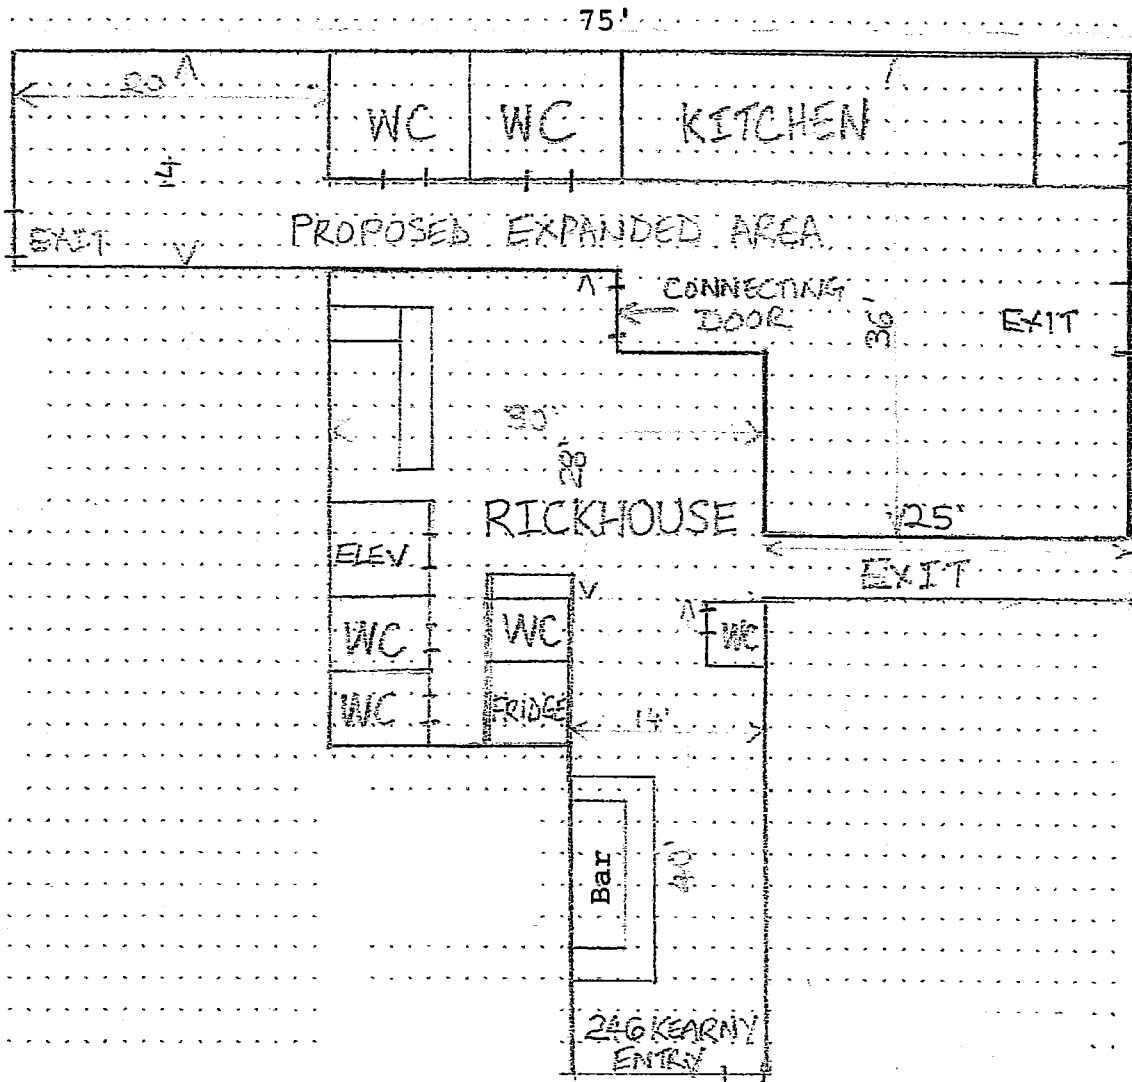 75'
20'
WC
WC
KITCHEN
14
EXIT
PROPOSED EXPANDED AREA
CONNECTING
DOOR
36'
EXIT
30'
28'
RICKHOUSE
25'
ELEV
EXIT
WC
WC
WC
WC
FRIDGE
14'
Bar
40'
246 KEARNY
ENTRY